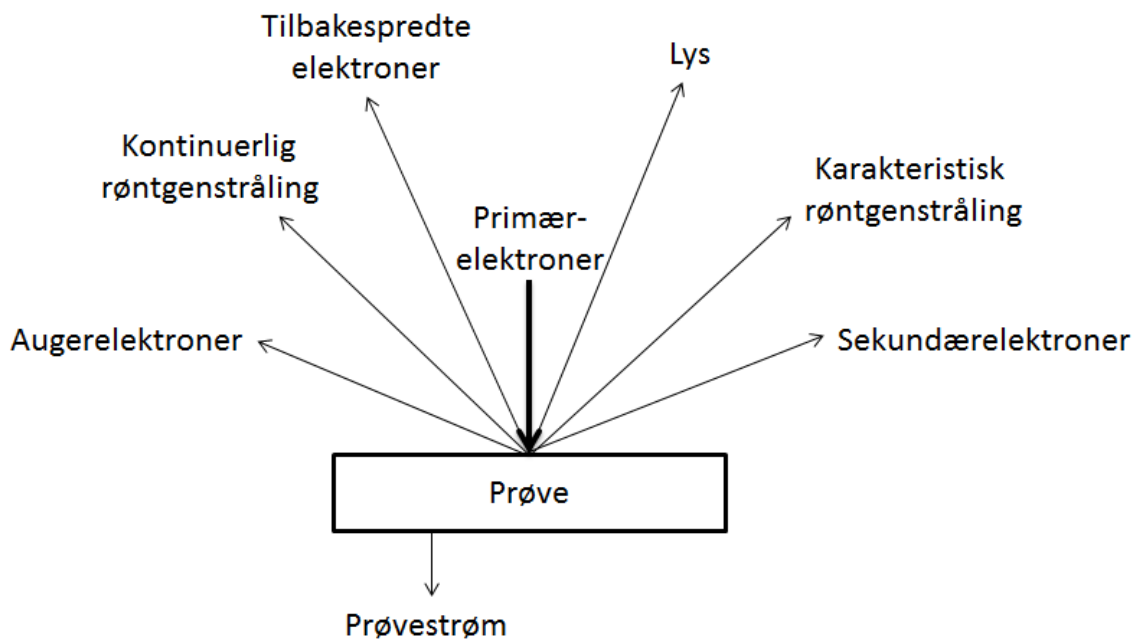 Tilbakespredte
elektroner
Lys
Kontinuerlig
røntgenstråling
Karakteristisk
røntgenstråling
Primær-
elektroner
Augerelektroner
Sekundærelektroner
Prøve
Prøvestrøm